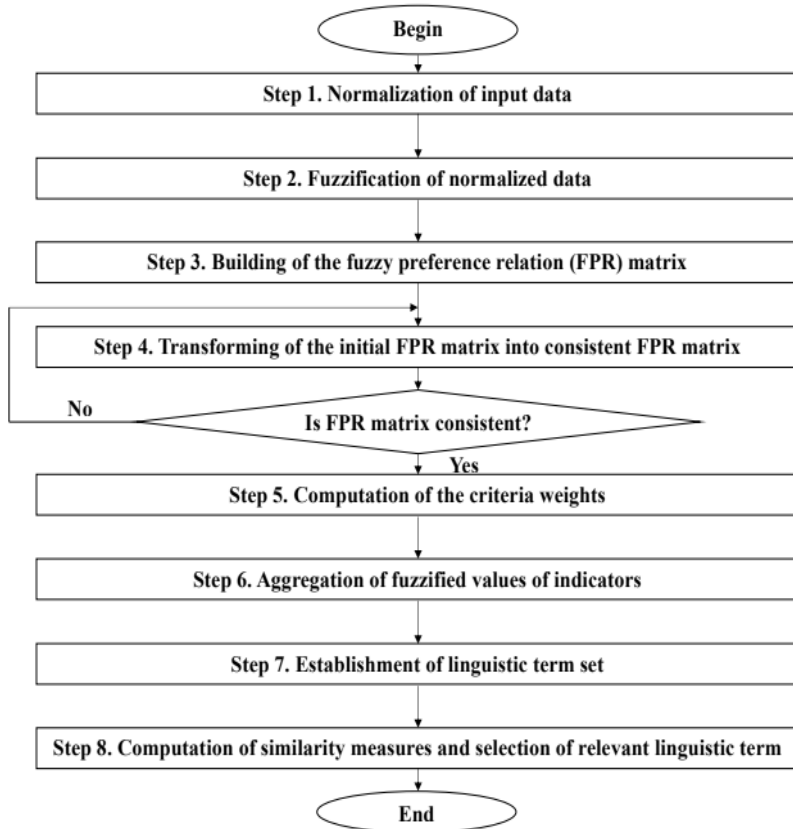 Begin
Step 1. Normalization of input data
Step 2. Fuzzification of normalized data
Step 3. Building of the fuzzy preference relation (FPR) matrix
Step 4. Transforming of the initial FPR matrix into consistent FPR matrix
No
Is FPR matrix consistent?
Yes
Step 5. Computation of the criteria weights
Step 6. Aggregation of fuzzified values of indicators
Step 7. Establishment of linguistic term set
Step 8. Computation of similarity measures and selection of relevant linguistic term
End